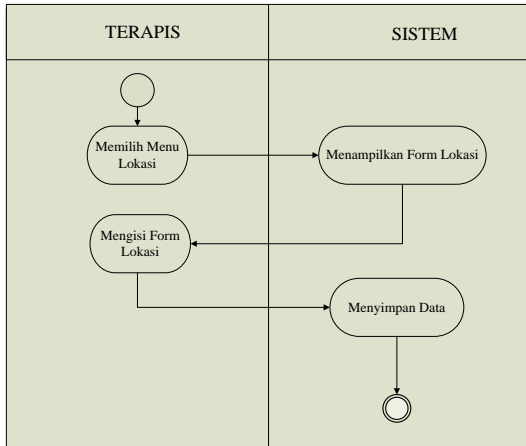 TERAPIS
SISTEM
Memilih Menu
Lokasi
Menampilkan Form Lokasi
Mengisi Form
Lokasi
Menyimpan Data